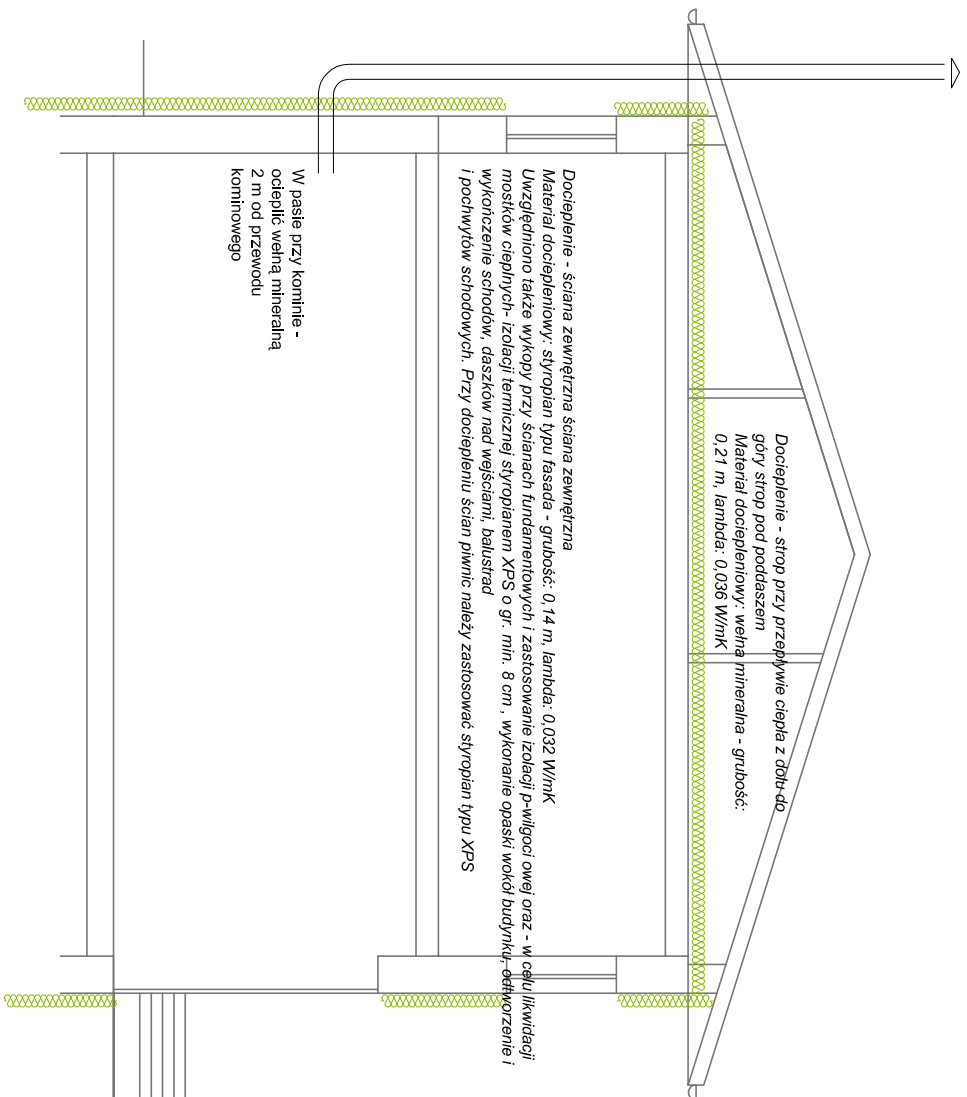 Docieplenie - strop przy przepływie ciepła z dołu do
góry strop pod poddaszem
Materiał dociepleniowy: wełna mineralna - grubość:
0,21 m, lambda: 0,036 W/mK
Docieplenie - ściana zewnętrzna ściana zewnętrzna
Materiał dociepleniowy: styropian typu fasada - grubość: 0,14 m, lambda: 0,032 W/mK
Uwzględniono także wykopy przy ścianach fundamentowych i zastosowanie izolacji p-wilgoci owej oraz - w celu likwidacji
mostków cieplnych- izolacji termicznej styropianem XPS o gr. min. 8 cm , wykonanie opaski wokół budynku, odtworzenie i
wykończenie schodów, daszków nad wejściami, balustrad
i pochwytów schodowych. Przy dociepleniu ścian piwnic należy zastosować styropian typu XPS
W pasie przy kominie -
ocieplić wełną mineralną
2 m od przewodu
kominowego